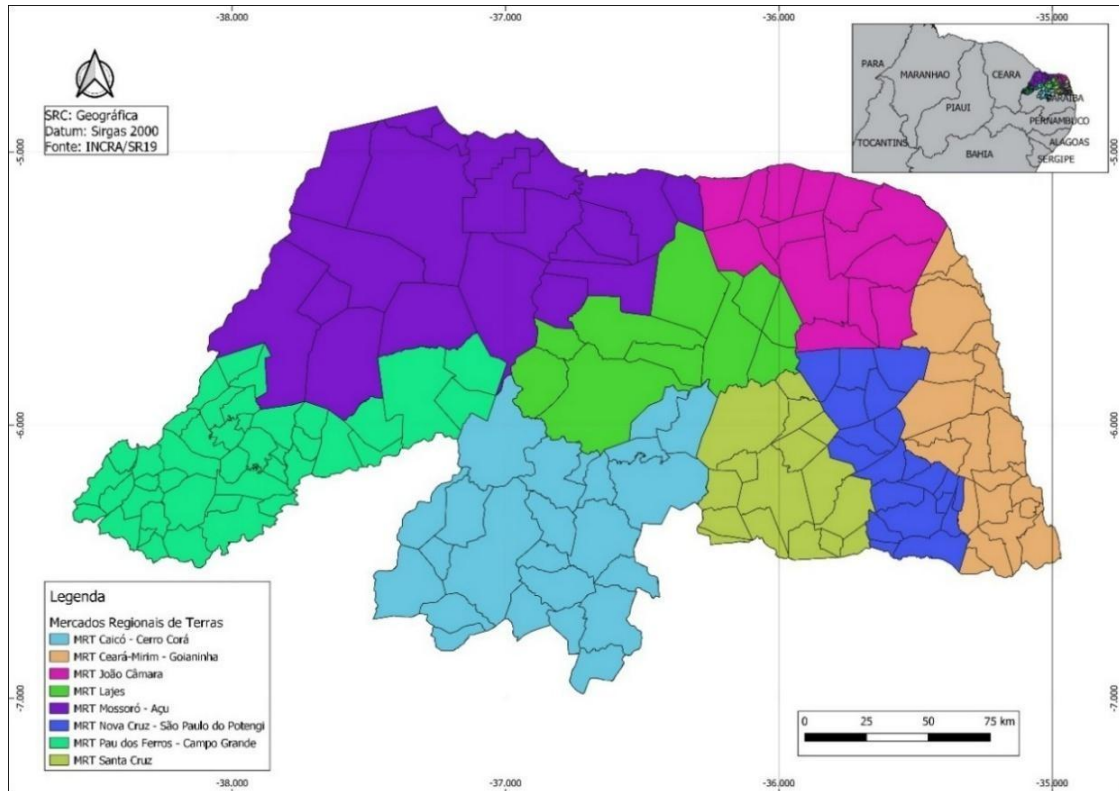 -38.000
-37.000
-36.000
-35.000
SRC: Geográfica
Datum: Sirgas 2000
Fonte: INCRA/SR19
PARA
MARANHAO
CEARA
PIAUI
PARAIBA
PERNAMBUCO
TOCANTINS
ALAGOAS
BAHIA
SERGIPE
-5.000
-5.000
-6.000
-6.000
Legenda
Mercados Regionais de Terras
MRT Caicó - Cerro Corá
MRT Ceará-Mirim - Goianinha
MRT João Câmara
MRT Lajes
MRT Mossoró - Açu
MRT Nova Cruz - São Paulo do Potengi
MRT Pau dos Ferros - Campo Grande
MRT Santa Cruz
-7.000
-7.000
0 25 50 75 km
-38.000
-37.000
-36.000
-35.000